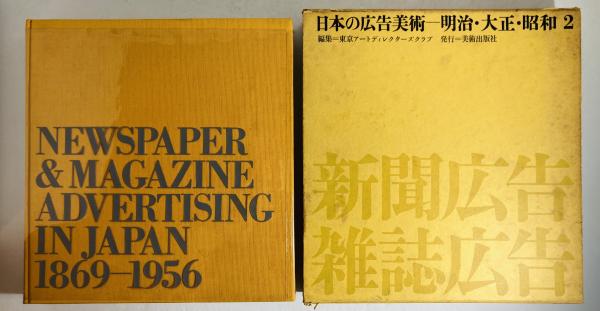 NEWSPAPER
& MAGAZINE
ADVERTISING
IN JAPAN
1869–1956
日本の広告美術—明治・大正・昭和 2
編集=東京アートディレクターズクラブ 発行=美術出版社
新聞広告
雑誌広告